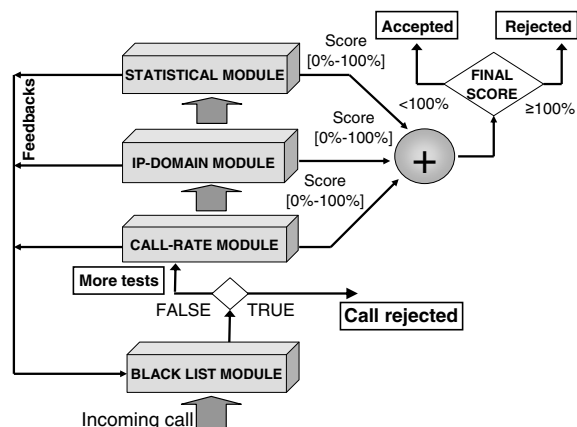 Accepted
Rejected
Score
[0%-100%]
STATISTICAL MODULE
FINAL
SCORE
<100%
≥100%
Feedbacks
Score
[0%-100%]
IP-DOMAIN MODULE
+
Score
[0%-100%]
CALL-RATE MODULE
More tests
FALSE
TRUE
Call rejected
BLACK LIST MODULE
Incoming call